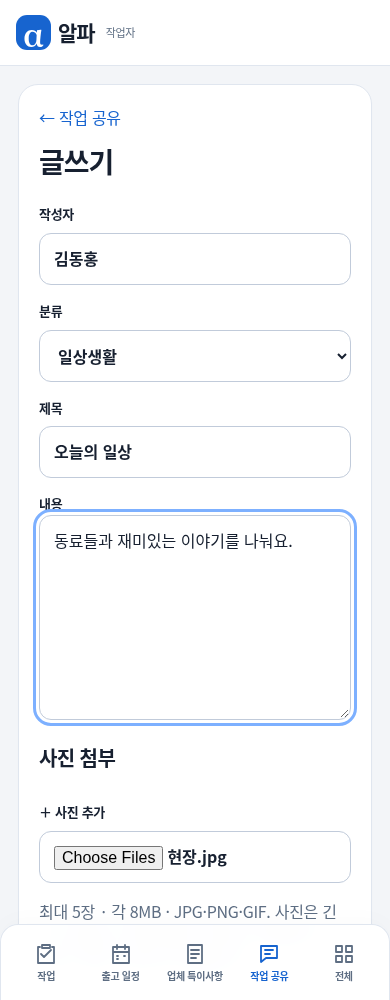 α 알파 작업자
← 작업 공유
글쓰기
작성자
김동홍
분류
일상생활
제목
오늘의 일상
내용
동료들과 재미있는 이야기를 나눠요.
사진 첨부
+ 사진 추가
Choose Files 현장.jpg
최대 5장 · 각 8MB · JPG·PNG·GIF. 사진은 긴
작업 출고 일정 업체 특이사항 작업 공유 전체